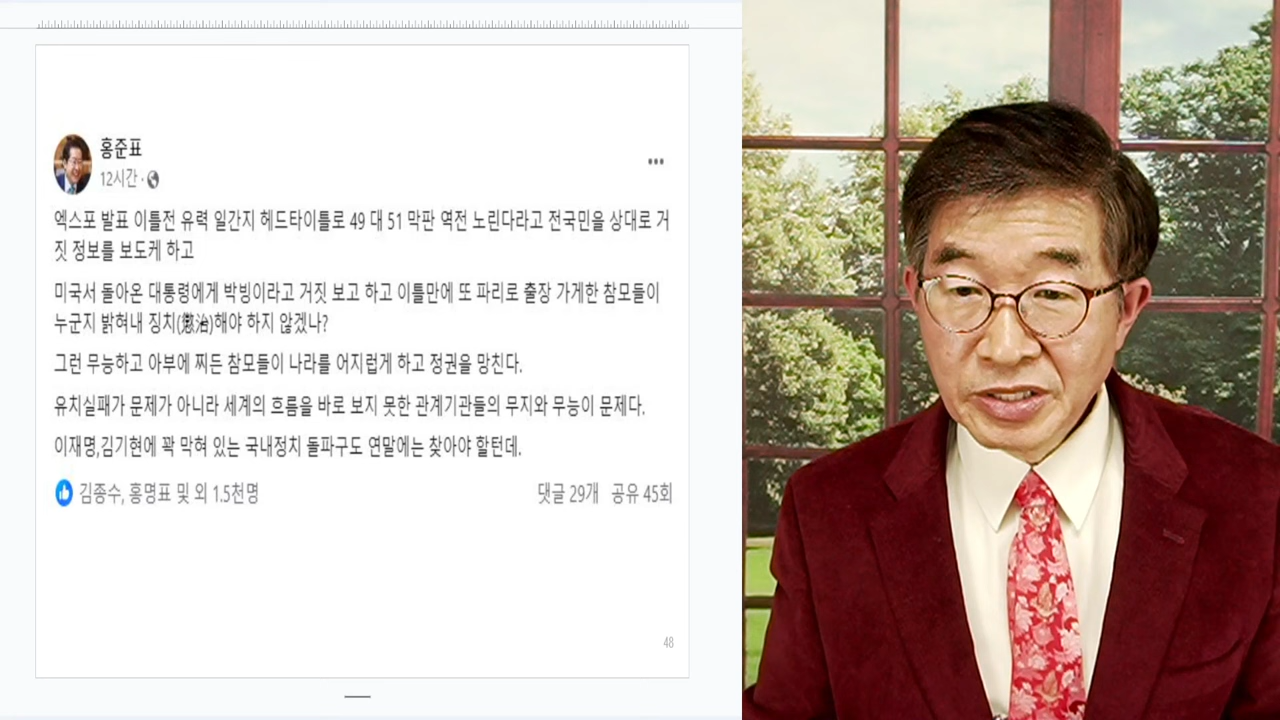 홍준표
12시간 ·
엑스포 발표 이틀전 유력 일간지 헤드타이틀로 49 대 51 막판 역전 노린다라고 전국민을 상대로 거
짓 정보를 보도케 하고
미국서 돌아온 대통령에게 박빙이라고 거짓 보고 하고 이틀만에 또 파리로 출장 가게한 참모들이
누군지 밝혀내 징치(懲治)해야 하지 않겠나?
그런 무능하고 아부에 찌든 참모들이 나라를 어지럽게 하고 정권을 망친다.
유치실패가 문제가 아니라 세계의 흐름을 바로 보지 못한 관계기관들의 무지와 무능이 문제다.
이재명,김기현에 꽉 막혀 있는 국내정치 돌파구도 연말에는 찾아야 할턴데.
김종수, 홍명표 및 외 1.5천명
댓글 29개 공유 45회
48